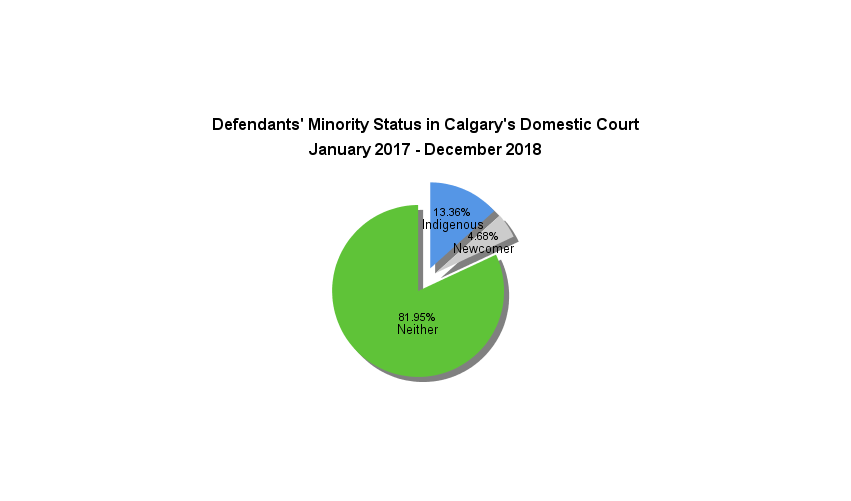 Defendants' Minority Status in Calgary's Domestic Court
January 2017 - December 2018
13.36%
Indigenous
4.68%
Newcomer
81.95%
Neither